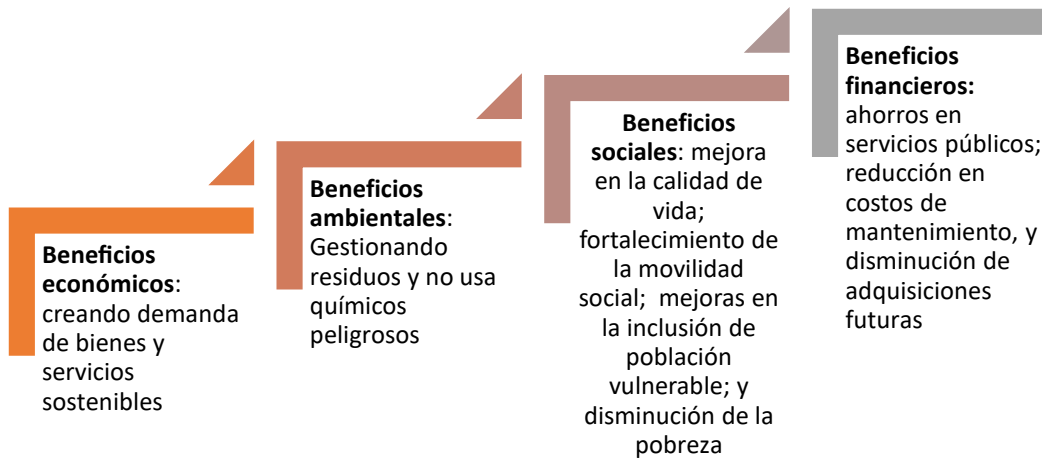 Beneficios
económicos:
creando demanda
de bienes y
servicios
sostenibles
Beneficios
ambientales:
Gestionando
residuos y no usa
químicos
peligrosos
Beneficios
sociales: mejora
en la calidad de
vida;
fortalecimiento de
la movilidad
social; mejoras en
la inclusión de
población
vulnerable; y
disminución de la
pobreza
Beneficios
financieros:
ahorros en
servicios públicos;
reducción en
costos de
mantenimiento, y
disminución de
adquisiciones
futuras